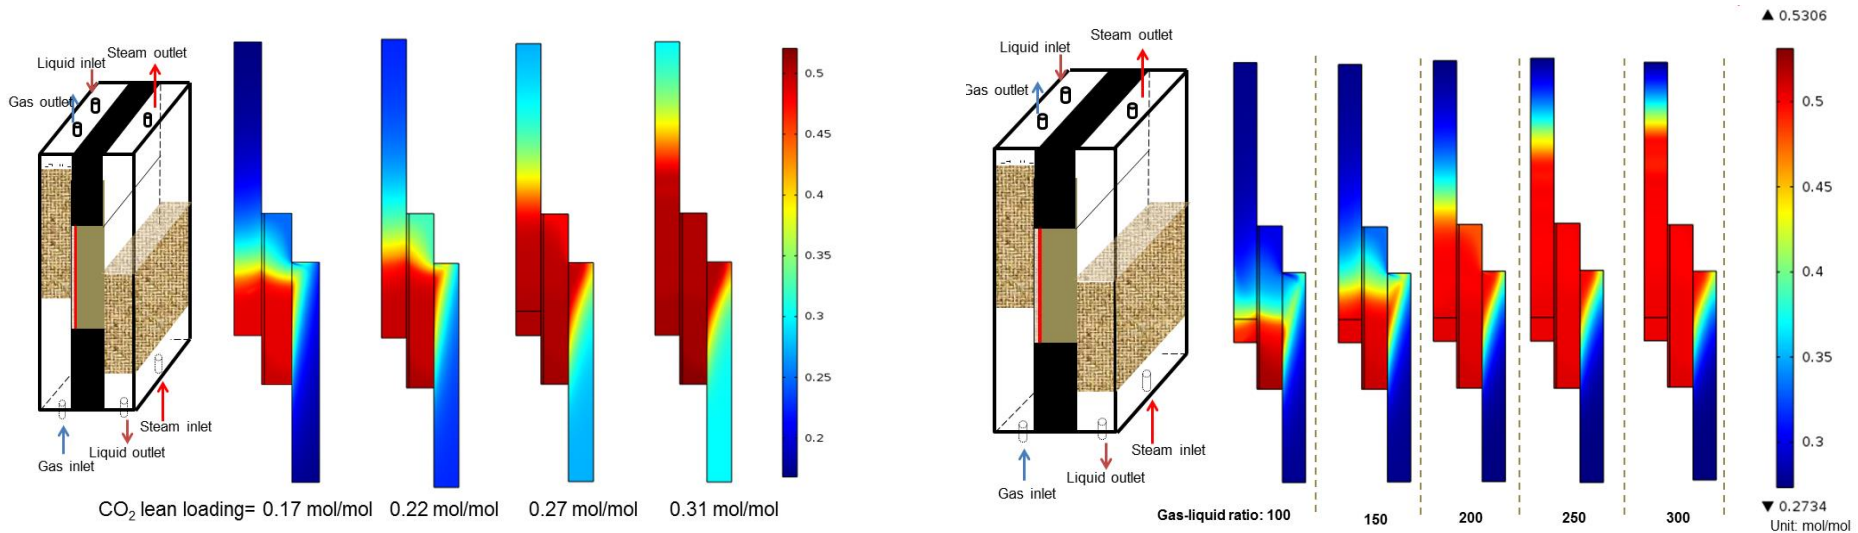 Steam outlet
Liquid inlet
Gas outlet
Steam inlet
Liquid outlet
Gas inlet
0.5
0.45
0.4
0.35
0.3
0.25
0.2
CO₂ lean loading= 0.17 mol/mol 0.22 mol/mol 0.27 mol/mol 0.31 mol/mol
Steam outlet
Liquid inlet
Gas outlet
Steam inlet
Liquid outlet
Gas inlet
Gas-liquid ratio: 100 150 200 250 300
▲ 0.5306
0.5
0.45
0.4
0.35
0.3
▼ 0.2734
Unit: mol/mol